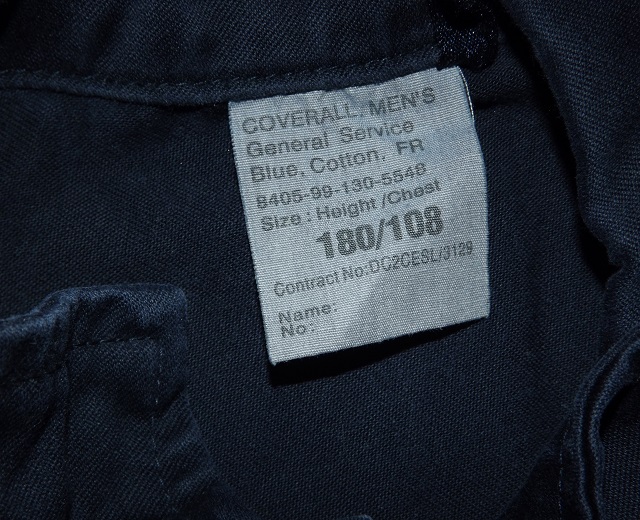 COVERALL, MEN'S
General Service
Blue, Cotton, FR
8405-99-130-5548
Size : Height /Chest
180/108
Contract No:DC2CESL/3129
Name:
No: